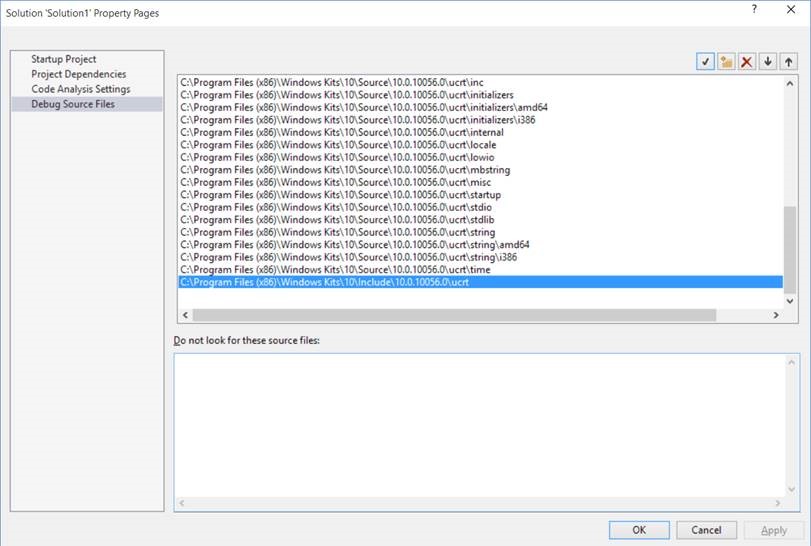 Solution 'Solution1' Property Pages
Startup Project
Project Dependencies
Code Analysis Settings
Debug Source Files
C:\Program Files (x86)\Windows Kits\10\Source\10.0.10056.0\ucrt\inc
C:\Program Files (x86)\Windows Kits\10\Source\10.0.10056.0\ucrt\initializers
C:\Program Files (x86)\Windows Kits\10\Source\10.0.10056.0\ucrt\initializers\amd64
C:\Program Files (x86)\Windows Kits\10\Source\10.0.10056.0\ucrt\initializers\i386
C:\Program Files (x86)\Windows Kits\10\Source\10.0.10056.0\ucrt\internal
C:\Program Files (x86)\Windows Kits\10\Source\10.0.10056.0\ucrt\locale
C:\Program Files (x86)\Windows Kits\10\Source\10.0.10056.0\ucrt\lowio
C:\Program Files (x86)\Windows Kits\10\Source\10.0.10056.0\ucrt\mbstring
C:\Program Files (x86)\Windows Kits\10\Source\10.0.10056.0\ucrt\misc
C:\Program Files (x86)\Windows Kits\10\Source\10.0.10056.0\ucrt\startup
C:\Program Files (x86)\Windows Kits\10\Source\10.0.10056.0\ucrt\stdio
C:\Program Files (x86)\Windows Kits\10\Source\10.0.10056.0\ucrt\stdlib
C:\Program Files (x86)\Windows Kits\10\Source\10.0.10056.0\ucrt\string
C:\Program Files (x86)\Windows Kits\10\Source\10.0.10056.0\ucrt\string\amd64
C:\Program Files (x86)\Windows Kits\10\Source\10.0.10056.0\ucrt\string\i386
C:\Program Files (x86)\Windows Kits\10\Source\10.0.10056.0\ucrt\time
C:\Program Files (x86)\Windows Kits\10\Include\10.0.10056.0\ucrt
Do not look for these source files:
OK Cancel Apply